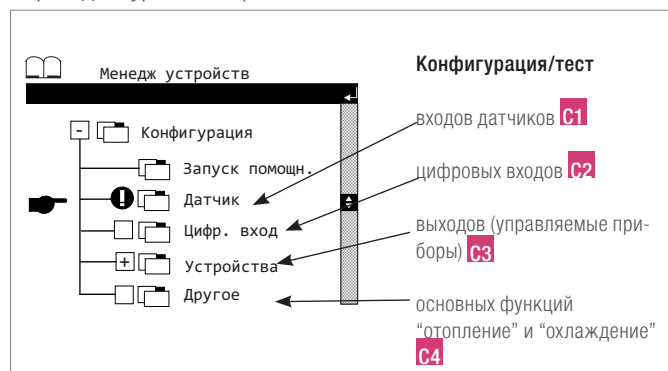 Менедж устройств
- Конфигурация
Запуск помощн.
! Датчик
Цифр. вход
+ Устройства
Другое
Конфигурация/тест
входов датчиков C1
цифровых входов C2
выходов (управляемые при-
боры) C3
основных функций
“отопление” и “охлаждение”
C4